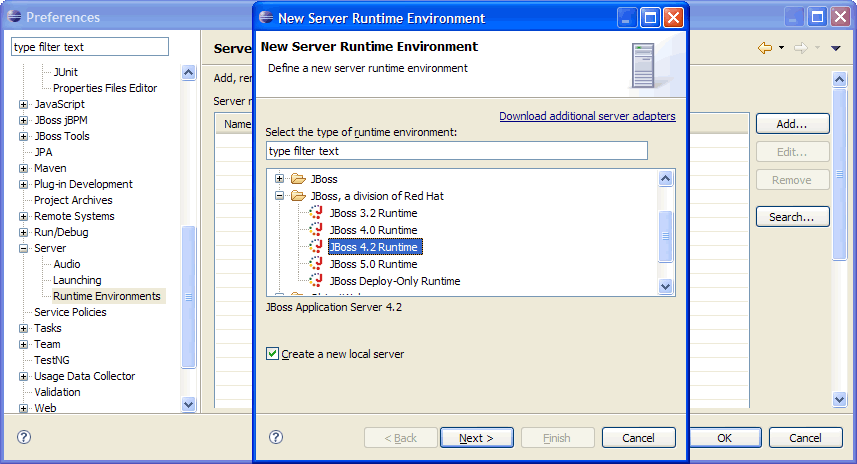 Preferences
type filter text
JUnit
Properties Files Editor
JavaScript
JBoss jBPM
JBoss Tools
JPA
Maven
Plug-in Development
Project Archives
Remote Systems
Run/Debug
Server
Audio
Launching
Runtime Environments
Service Policies
Tasks
Team
TestNG
Usage Data Collector
Validation
Web
Serve
Add, re
Server r
Name
Add...
Edit...
Remove
Search...
OK
Cancel
New Server Runtime Environment
New Server Runtime Environment
Define a new server runtime environment
Download additional server adapters
Select the type of runtime environment:
type filter text
JBoss
JBoss, a division of Red Hat
JBoss 3.2 Runtime
JBoss 4.0 Runtime
JBoss 4.2 Runtime
JBoss 5.0 Runtime
JBoss Deploy-Only Runtime
JBoss Application Server 4.2
Create a new local server
< Back
Next >
Finish
Cancel